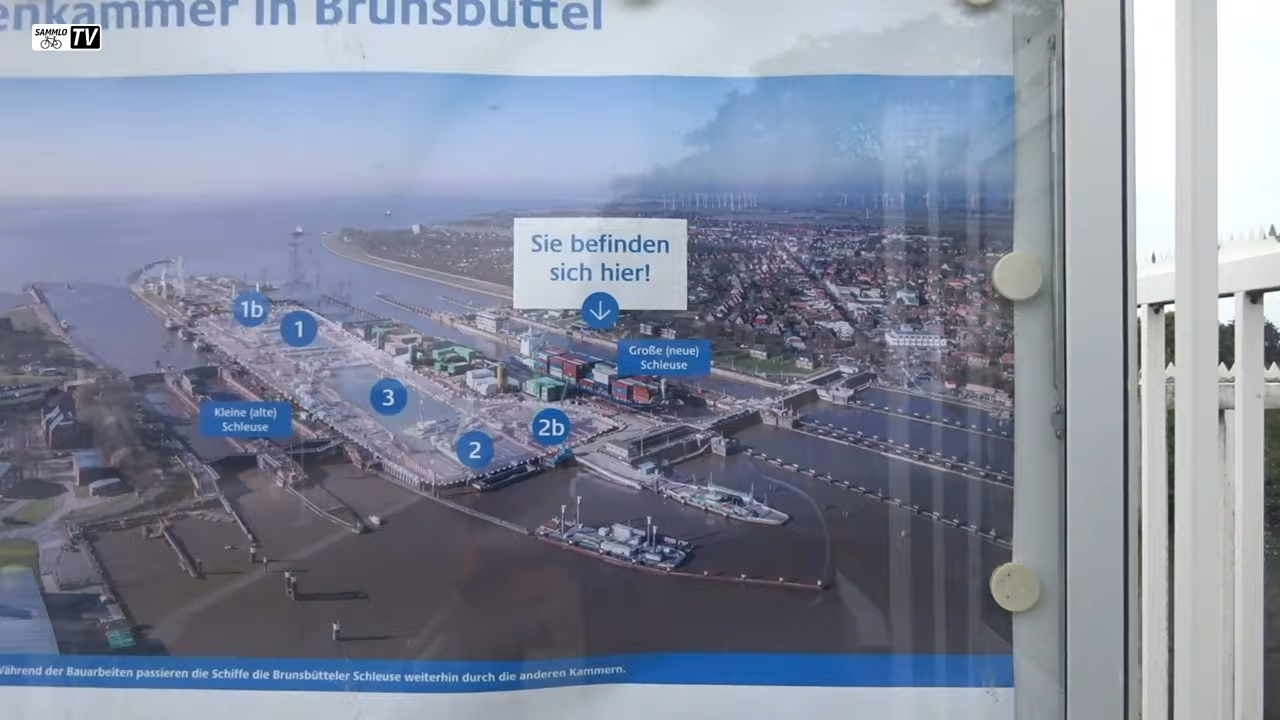 enkammer in Brunsbüttel
SAMMLO TV
Sie befinden
sich hier!
1b
1
Große (neue)
Schleuse
3
Kleine (alte)
Schleuse
2b
2
Während der Bauarbeiten passieren die Schiffe die Brunsbütteler Schleuse weiterhin durch die anderen Kammern.